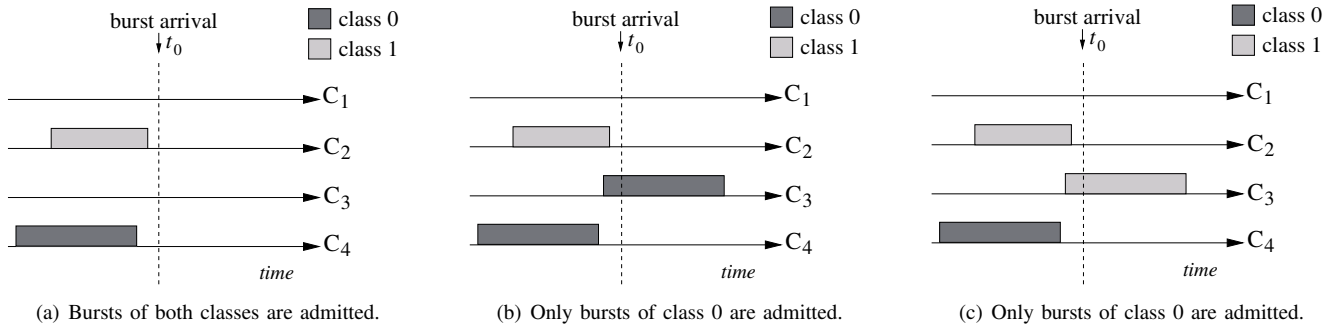 burst arrival
t0
class 0
class 1
C1
C2
C3
C4
time
(a) Bursts of both classes are admitted.
burst arrival
t0
class 0
class 1
C1
C2
C3
C4
time
(b) Only bursts of class 0 are admitted.
burst arrival
t0
class 0
class 1
C1
C2
C3
C4
time
(c) Only bursts of class 0 are admitted.